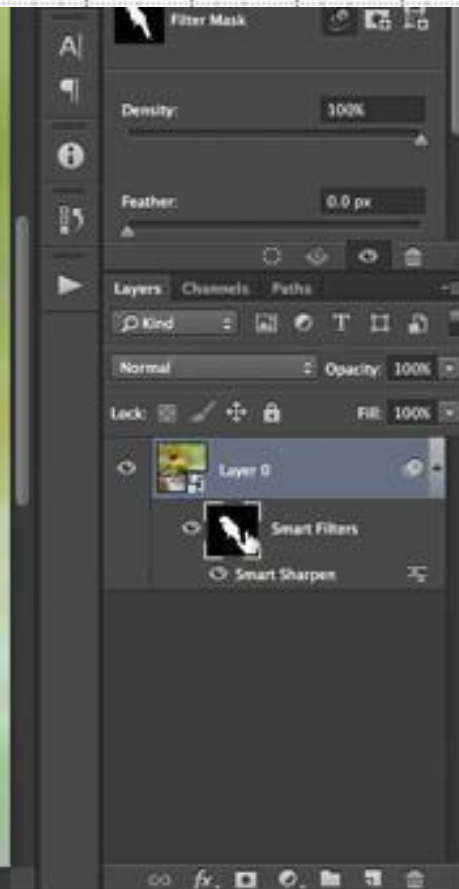 Filter Mask
A|
¶
Density: 100%
Feather: 0.0 px
Layers Channels Paths
Kind T
Normal Opacity: 100%
Lock: Fill: 100%
Layer 0
Smart Filters
Smart Sharpen
fx